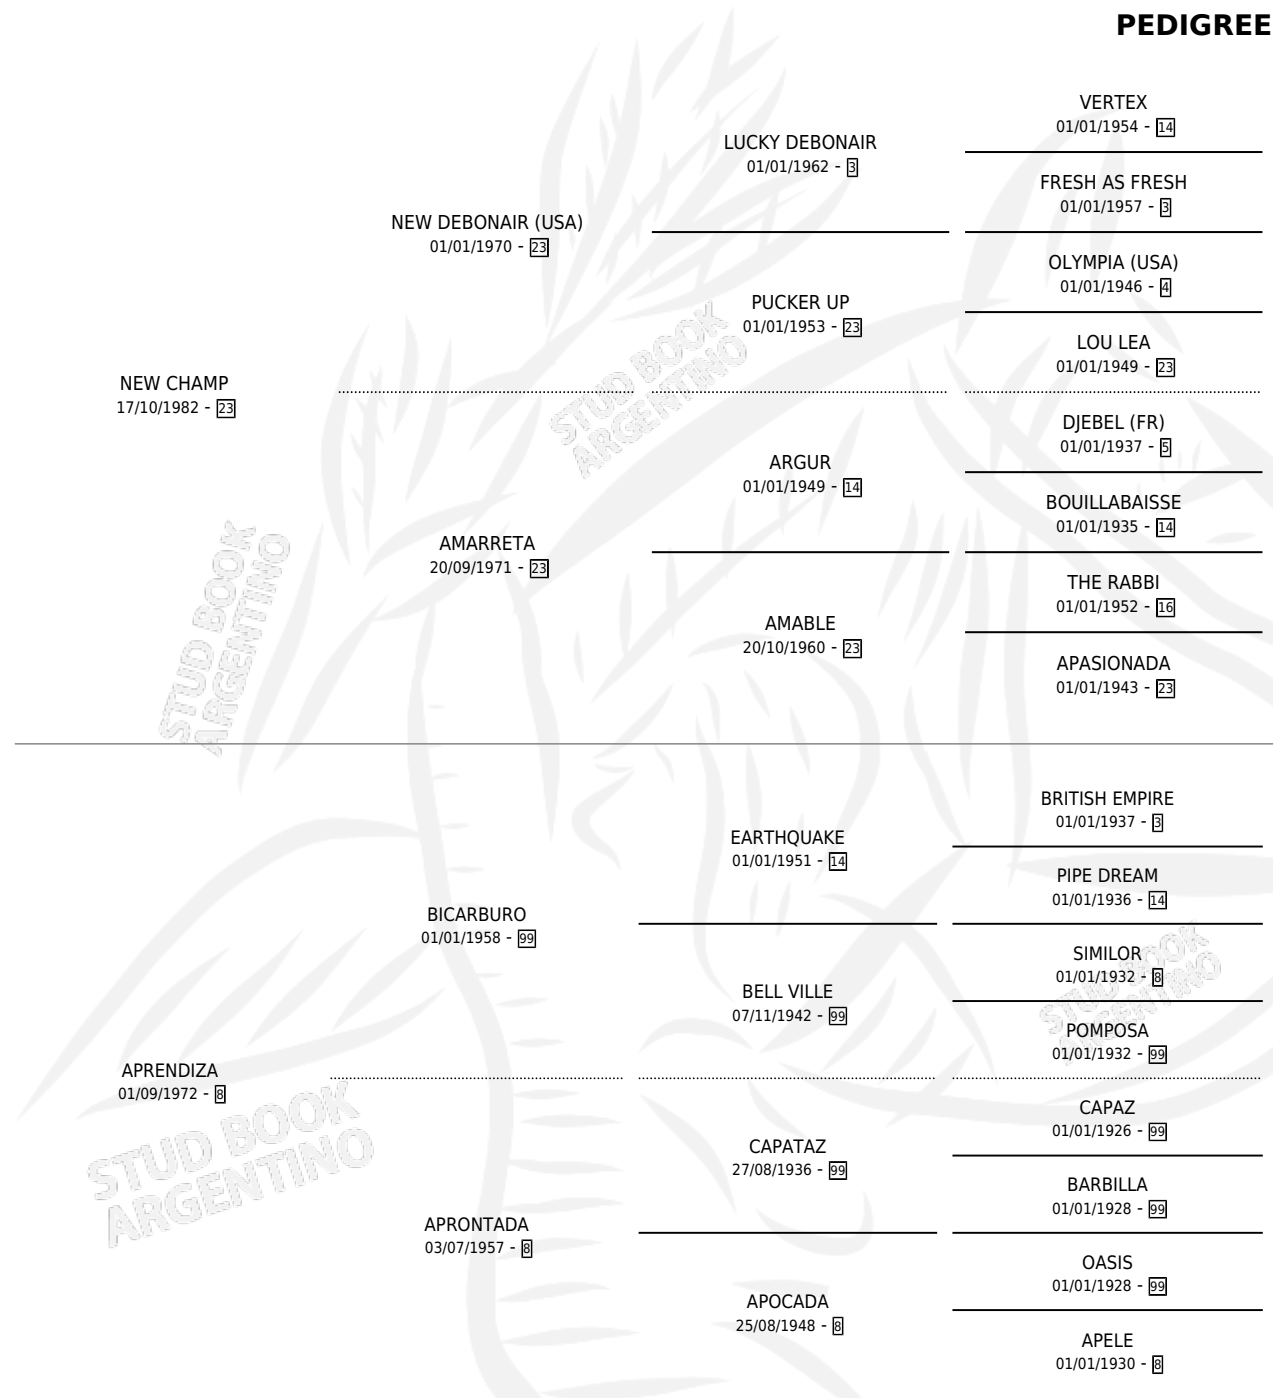 PEDIGREE
VERTEX
01/01/1954 - 14
LUCKY DEBONAIR
01/01/1962 - 3
FRESH AS FRESH
01/01/1957 - 3
NEW DEBONAIR (USA)
01/01/1970 - 23
OLYMPIA (USA)
01/01/1946 - 4
PUCKER UP
01/01/1953 - 23
LOU LEA
01/01/1949 - 23
NEW CHAMP
17/10/1982 - 23
DJEBEL (FR)
01/01/1937 - 5
ARGUR
01/01/1949 - 14
BOUILLABAISSE
01/01/1935 - 14
AMARRETA
20/09/1971 - 23
THE RABBI
01/01/1952 - 16
AMABLE
20/10/1960 - 23
APASIONADA
01/01/1943 - 23
BRITISH EMPIRE
01/01/1937 - 3
EARTHQUAKE
01/01/1951 - 14
PIPE DREAM
01/01/1936 - 14
BICARBURO
01/01/1958 - 99
SIMILOR
01/01/1932 - 8
BELL VILLE
07/11/1942 - 99
POMPOSA
01/01/1932 - 99
APRENDIZA
01/09/1972 - 8
CAPAZ
01/01/1926 - 99
CAPATAZ
27/08/1936 - 99
BARBILLA
01/01/1928 - 99
APRONTADA
03/07/1957 - 8
OASIS
01/01/1928 - 99
APOCADA
25/08/1948 - 8
APELE
01/01/1930 - 8
STUD BOOK
ARGENTINO
STUD BOOK
ARGENTINO
STUD BOOK
ARGENTINO
STUD BOOK
ARGENTINO